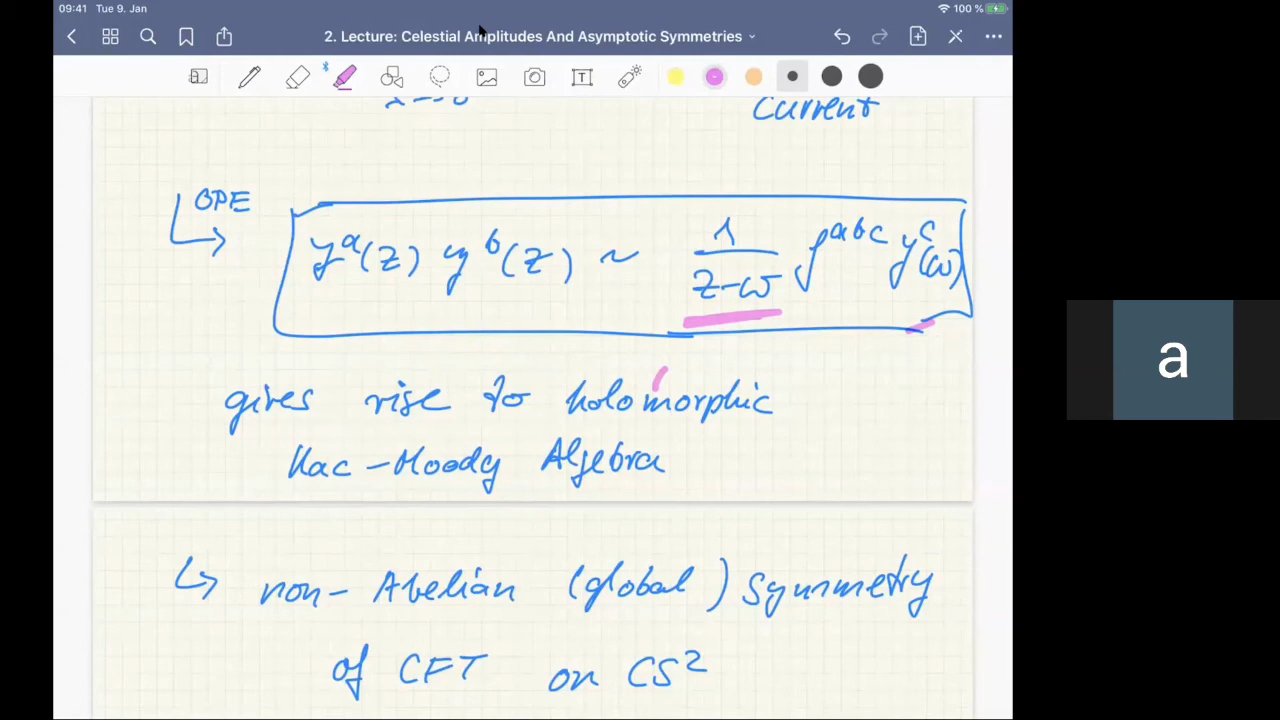 09:41 Tue 9. Jan
100 %
2. Lecture: Celestial Amplitudes And Asymptotic Symmetries
Current
OPE
y^a(z) y^b(z) ~ 1/(z-w) f^{abc} y^c(w)
gives rise to holomorphic
Kac-Moody Algebra
non-Abelian (global) Symmetry
of CFT on CS²
a